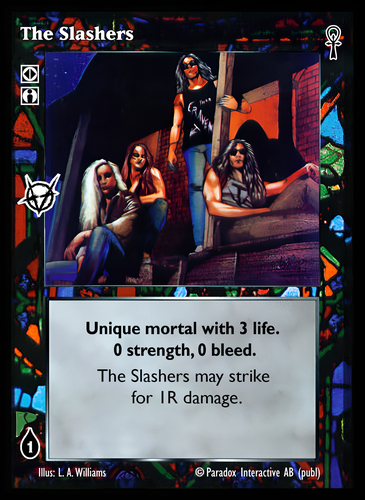 The Slashers
Unique mortal with 3 life.
0 strength, 0 bleed.
The Slashers may strike
for 1R damage.
1
Illus: L. A. Williams © Paradox Interactive AB (publ)